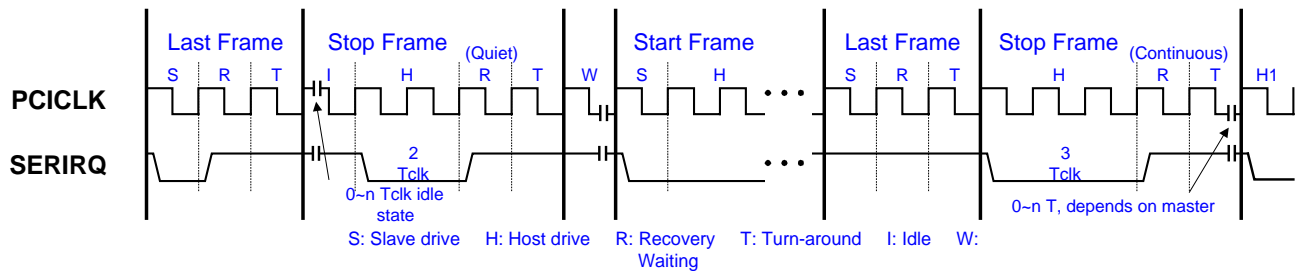 Last Frame Stop Frame (Quiet) Start Frame Last Frame Stop Frame (Continuous)
S R T I H R T W S H S R T H R T H1
PCICLK
SERIRQ
2 Tclk
3 Tclk
0~n Tclk idle state
0~n T, depends on master
S: Slave drive H: Host drive R: Recovery T: Turn-around I: Idle W: Waiting